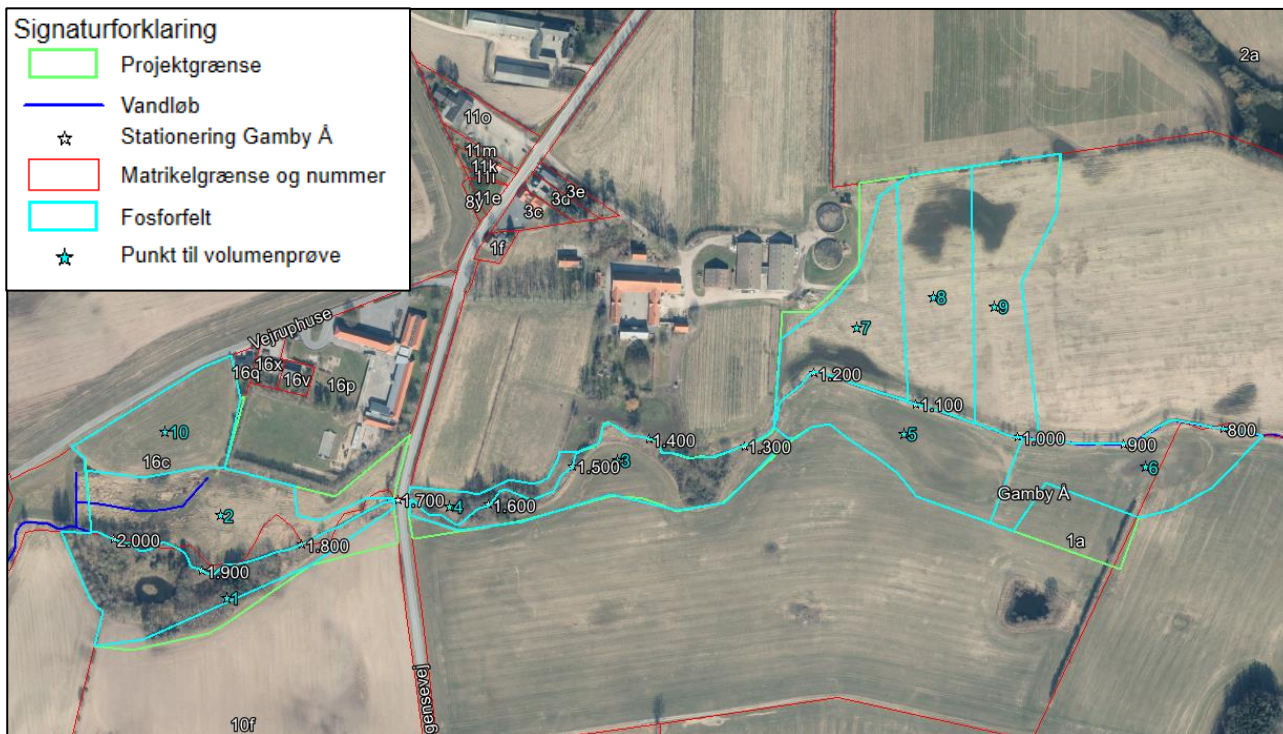 Signaturforklaring
Projektgrænse
Vandløb
Stationering Gamby Å
Matrikelgrænse og nummer
Fosforfelt
Punkt til volumenprøve
2a
11o
11m
11k
11i
11e
8y
3e
3d
3c
1f
Vejruphuse
16x
16q
16v
16p
8
9
7
1.200
1.100
10
16c
1.400
1.300
5
1.000
900
800
1.500
3
6
1.700
4
1.600
Gamby Å
2
2.000
1.800
1a
1.900
1
gensevej
10f